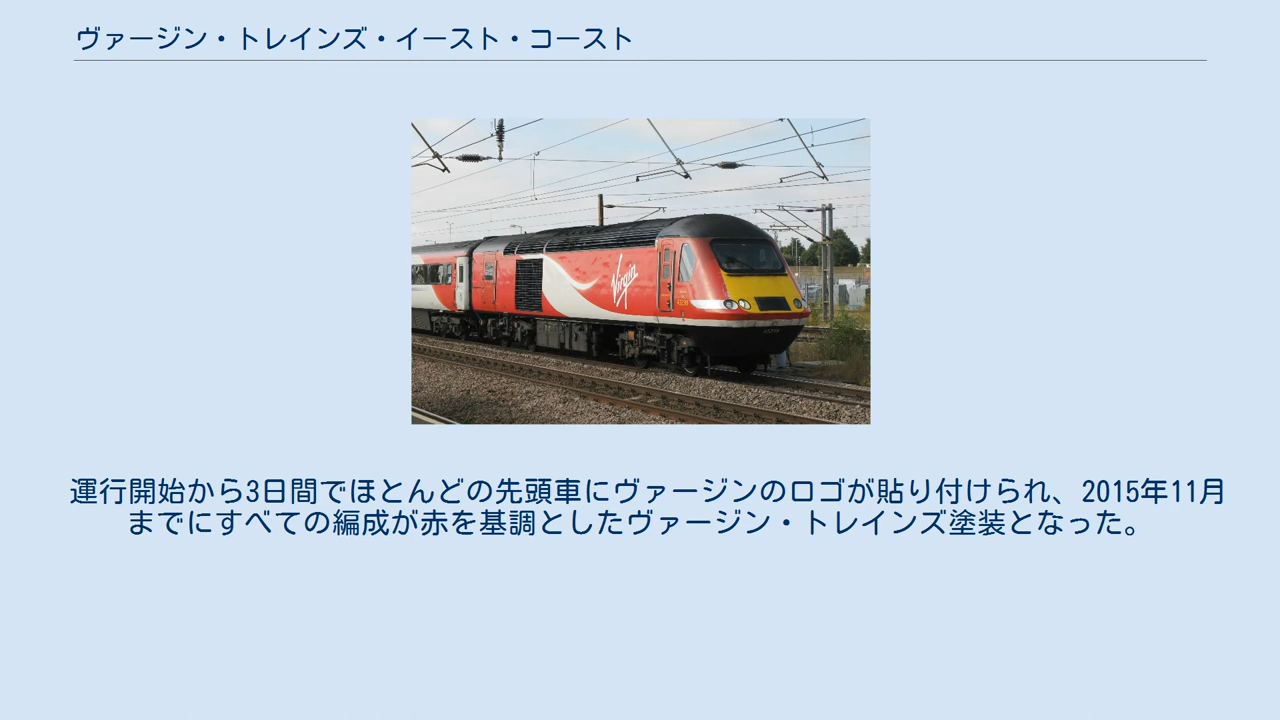 ヴァージン・トレインズ・イースト・コースト
Virgin
運行開始から3日間でほとんどの先頭車にヴァージンのロゴが貼り付けられ、2015年11月
までにすべての編成が赤を基調としたヴァージン・トレインズ塗装となった。